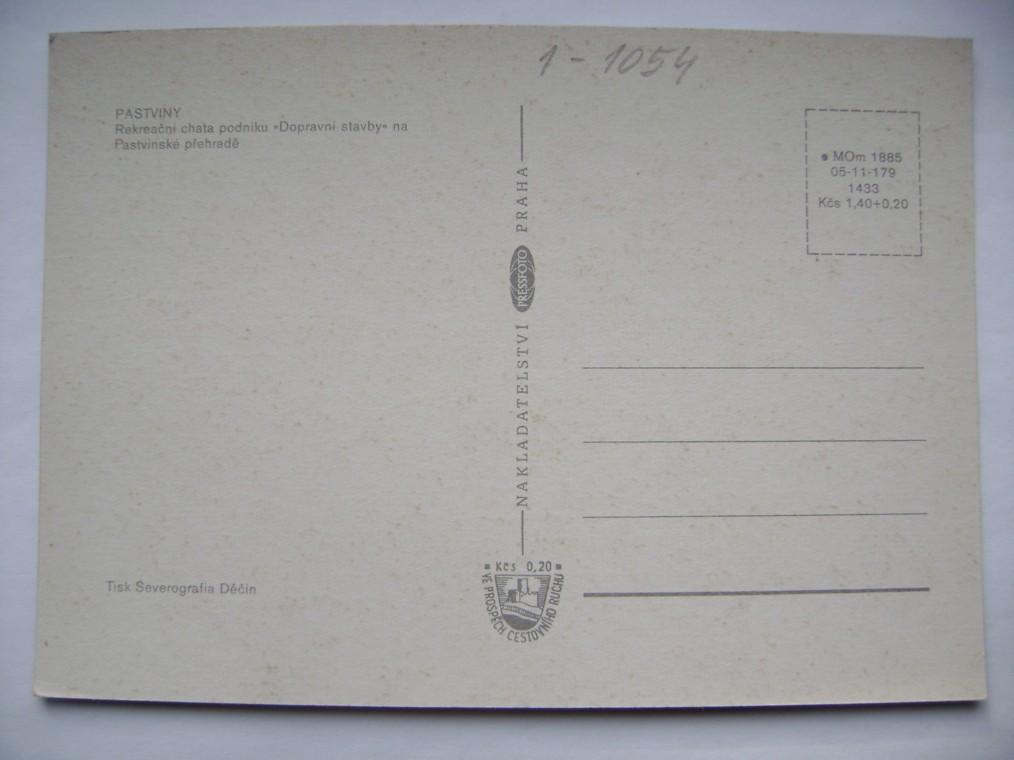 1-1054
PASTVINY
Rekreační chata podniku »Dopravní stavby« na
Pastvinské přehradě
● MOm 1885
05-11-179
1433
Kčs 1,40+0,20
NAKLADATELSTVI PRESSFOTO PRAHA
Tisk Severografia Děčín
▪ Kčs 0,20 ▪
VE PROSPĚCH CESTOVNÍHO RUCHU